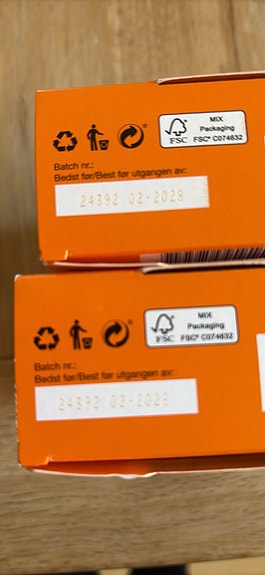 MIX
Packaging
FSC FSC® C074632
Batch nr.:
Bedst før/Best før utgangen av:
24392 02-2028
MIX
Packaging
FSC FSC® C074632
Batch nr.:
Bedst før/Best før utgangen av:
24392 02-2028